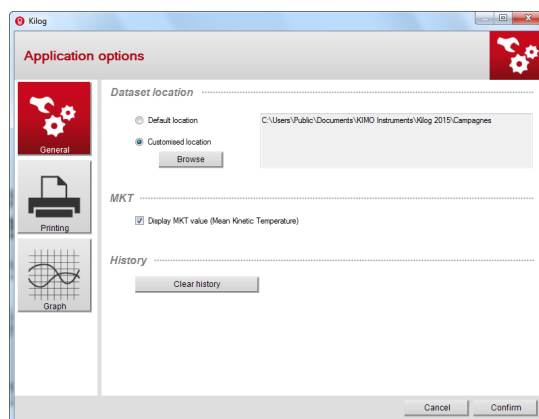 Kilog
Application options
General
Printing
Graph
Dataset location
Default location
C:\Users\Public\Documents\KIMO Instruments\Kilog 2015\Campagnes
Customised location
Browse
MKT
Display MKT value (Mean Kinetic Temperature)
History
Clear history
Cancel
Confirm